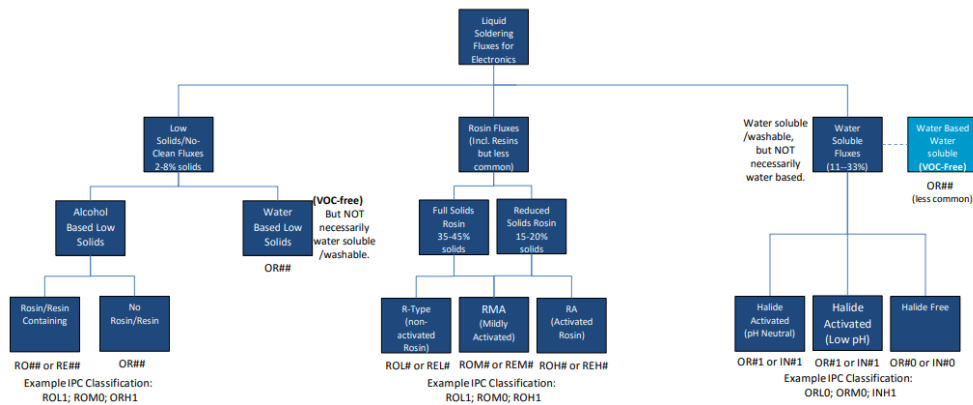 Liquid
Soldering
Fluxes for
Electronics
Low
Solids/No-
Clean Fluxes
2-8% solids
Rosin Fluxes
(Incl. Resins
but less
common)
Water soluble
/washable,
but NOT
necessarily
water based.
Water
Soluble
Fluxes
(11--33%)
Water Based
Water
soluble
(VOC-Free)
OR##
(less common)
Alcohol
Based Low
Solids
Water
Based Low
Solids
OR##
(VOC-free)
But NOT
necessarily
water soluble
/washable.
Full Solids
Rosin
35-45%
solids
Reduced
Solids Rosin
15-20%
solids
Rosin/Resin
Containing
RO## or RE##
No
Rosin/Resin
OR##
Example IPC Classification:
ROL1; ROM0; ORH1
R-Type
(non-
activated
Rosin)
ROL# or REL#
RMA
(Mildly
Activated)
ROM# or REM#
RA
(Activated
Rosin)
ROH# or REH#
Example IPC Classification:
ROL1; ROM0; ROH1
Halide
Activated
(pH Neutral)
OR#1 or IN#1
Halide
Activated
(Low pH)
OR#1 or IN#1
Halide Free
OR#0 or IN#0
Example IPC Classification:
ORL0; ORM0; INH1